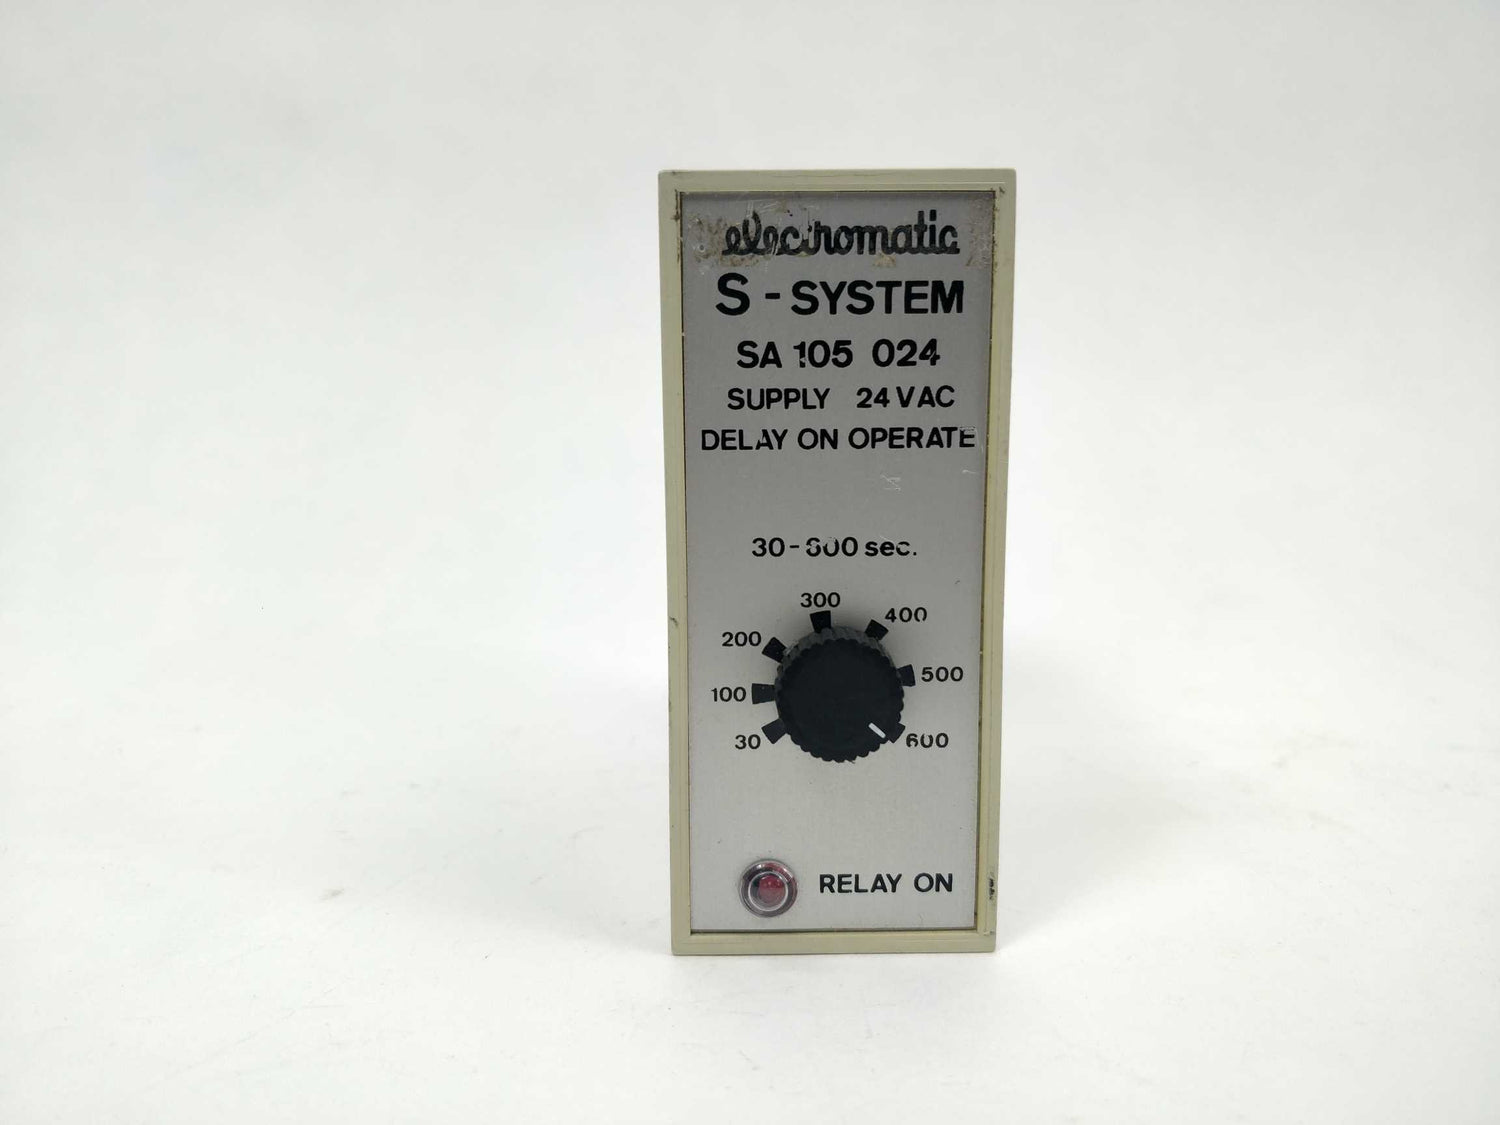 electromatic
S - SYSTEM
SA 105 024
SUPPLY 24 VAC
DELAY ON OPERATE
30 - 600 sec.
300
400
200
500
100
600
30
RELAY ON